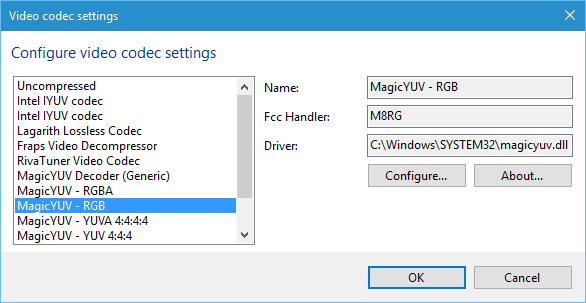 Video codec settings
Configure video codec settings
Uncompressed
Intel IYUV codec
Intel IYUV codec
Lagarith Lossless Codec
Fraps Video Decompressor
RivaTuner Video Codec
MagicYUV Decoder (Generic)
MagicYUV - RGBA
MagicYUV - RGB
MagicYUV - YUVA 4:4:4:4
MagicYUV - YUV 4:4:4
Name: MagicYUV - RGB
Fcc Handler: M8RG
Driver: C:\Windows\SYSTEM32\magicyuv.dll
Configure... About...
OK Cancel